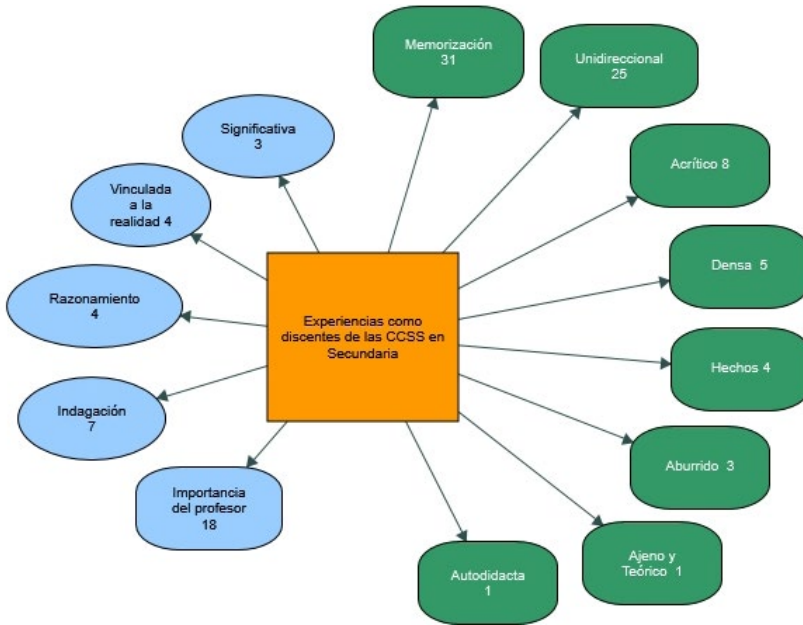 Memorización
31
Unidireccional
25
Significativa
3
Acrítico 8
Vinculada
a la
realidad 4
Densa 5
Razonamiento
4
Experiencias como
discentes de las CCSS en
Secundaria
Hechos 4
Indagación
7
Aburrido 3
Importancia
del profesor
18
Ajeno y
Teórico 1
Autodidacta
1